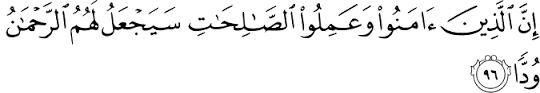 إِنَّ ٱلَّذِينَ ءَامَنُوا۟ وَعَمِلُوا۟ ٱلصَّـٰلِحَـٰتِ سَيَجْعَلُ لَهُمُ ٱلرَّحْمَـٰنُ
وُدًّا ٩٦